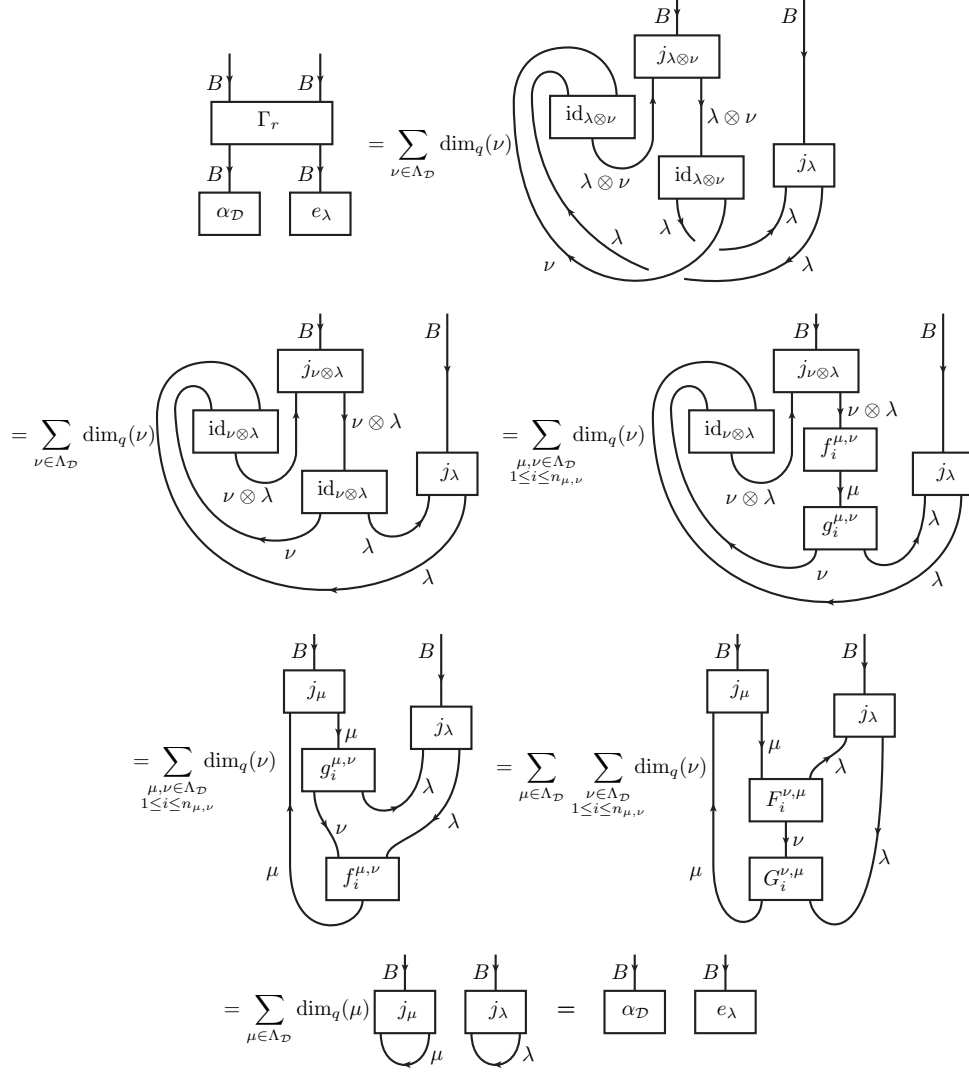 B B B B
Γ_r = ∑_{ν∈Λ_𝒟} dim_q(ν) id_{λ⊗ν} j_{λ⊗ν}
B B λ⊗ν
α_𝒟 e_λ λ⊗ν id_{λ⊗ν} j_λ
λ λ λ
ν λ
B B B B
= ∑_{ν∈Λ_𝒟} dim_q(ν) id_{ν⊗λ} j_{ν⊗λ} ν⊗λ = ∑_{μ,ν∈Λ_𝒟 1≤i≤n_{μ,ν}} dim_q(ν) id_{ν⊗λ} j_{ν⊗λ} ν⊗λ
ν⊗λ id_{ν⊗λ} j_λ ν⊗λ f_i^{μ,ν} μ j_λ
ν λ g_i^{μ,ν} λ
λ ν λ
B B B B
j_μ j_λ j_μ j_λ
= ∑_{μ,ν∈Λ_𝒟 1≤i≤n_{μ,ν}} dim_q(ν) μ = ∑_{μ∈Λ_𝒟} ∑_{ν∈Λ_𝒟 1≤i≤n_{μ,ν}} dim_q(ν) μ λ
g_i^{μ,ν} λ F_i^{ν,μ}
ν λ ν λ
μ f_i^{μ,ν} μ G_i^{ν,μ}
B B B B
= ∑_{μ∈Λ_𝒟} dim_q(μ) j_μ j_λ = α_𝒟 e_λ
μ λ